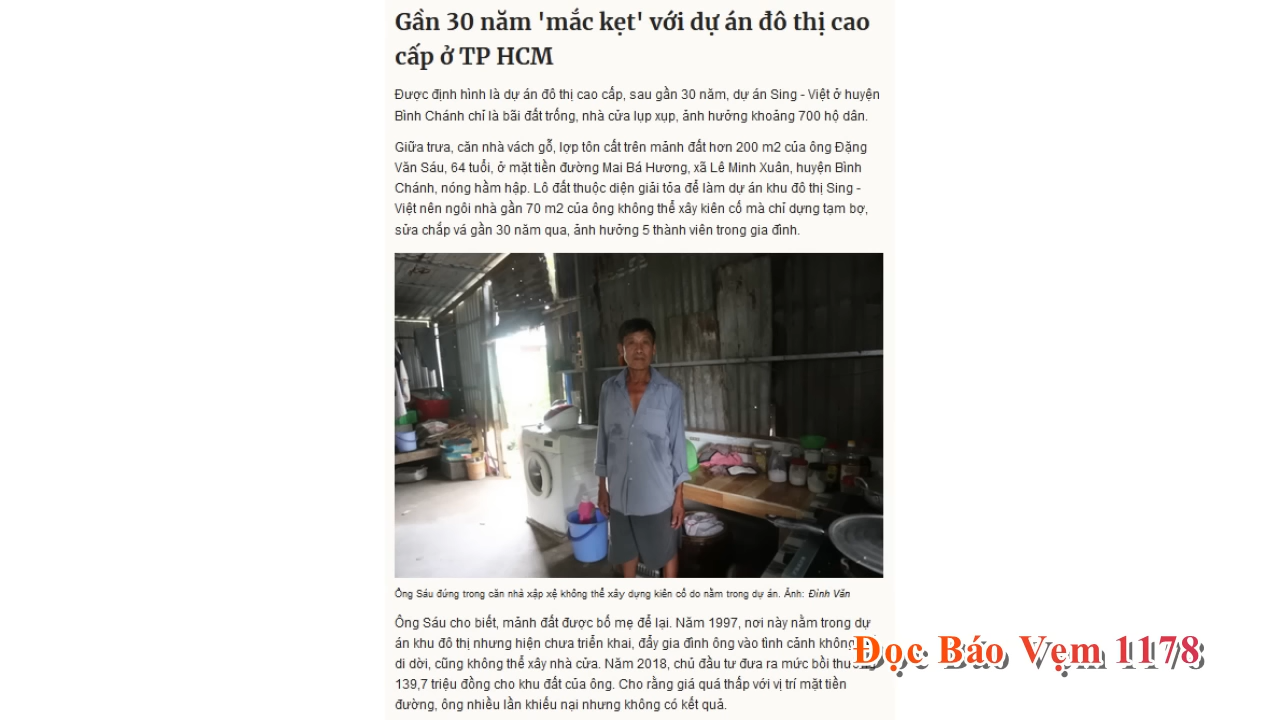 Gần 30 năm 'mắc kẹt' với dự án đô thị cao
cấp ở TP HCM
Được định hình là dự án đô thị cao cấp, sau gần 30 năm, dự án Sing - Việt ở huyện
Bình Chánh chỉ là bãi đất trống, nhà cửa lụp xụp, ảnh hưởng khoảng 700 hộ dân.
Giữa trưa, căn nhà vách gỗ, lợp tôn cất trên mảnh đất hơn 200 m2 của ông Đặng
Văn Sáu, 64 tuổi, ở mặt tiền đường Mai Bá Hương, xã Lê Minh Xuân, huyện Bình
Chánh, nóng hầm hập. Lô đất thuộc diện giải tỏa để làm dự án khu đô thị Sing -
Việt nên ngôi nhà gần 70 m2 của ông không thể xây kiên cố mà chỉ dựng tạm bợ,
sửa chắp vá gần 30 năm qua, ảnh hưởng 5 thành viên trong gia đình.
Ông Sáu đứng trong căn nhà xập xệ không thể xây dựng kiên cố do nằm trong dự án. Ảnh: Đình Văn
Ông Sáu cho biết, mảnh đất được bố mẹ để lại. Năm 1997, nơi này nằm trong dự
án khu đô thị nhưng hiện chưa triển khai, đẩy gia đình ông vào tình cảnh không
di dời, cũng không thể xây nhà cửa. Năm 2018, chủ đầu tư đưa ra mức bồi thường
139,7 triệu đồng cho khu đất của ông. Cho rằng giá quá thấp với vị trí mặt tiền
đường, ông nhiều lần khiếu nại nhưng không có kết quả.
Đọc Báo Vẹm 1178